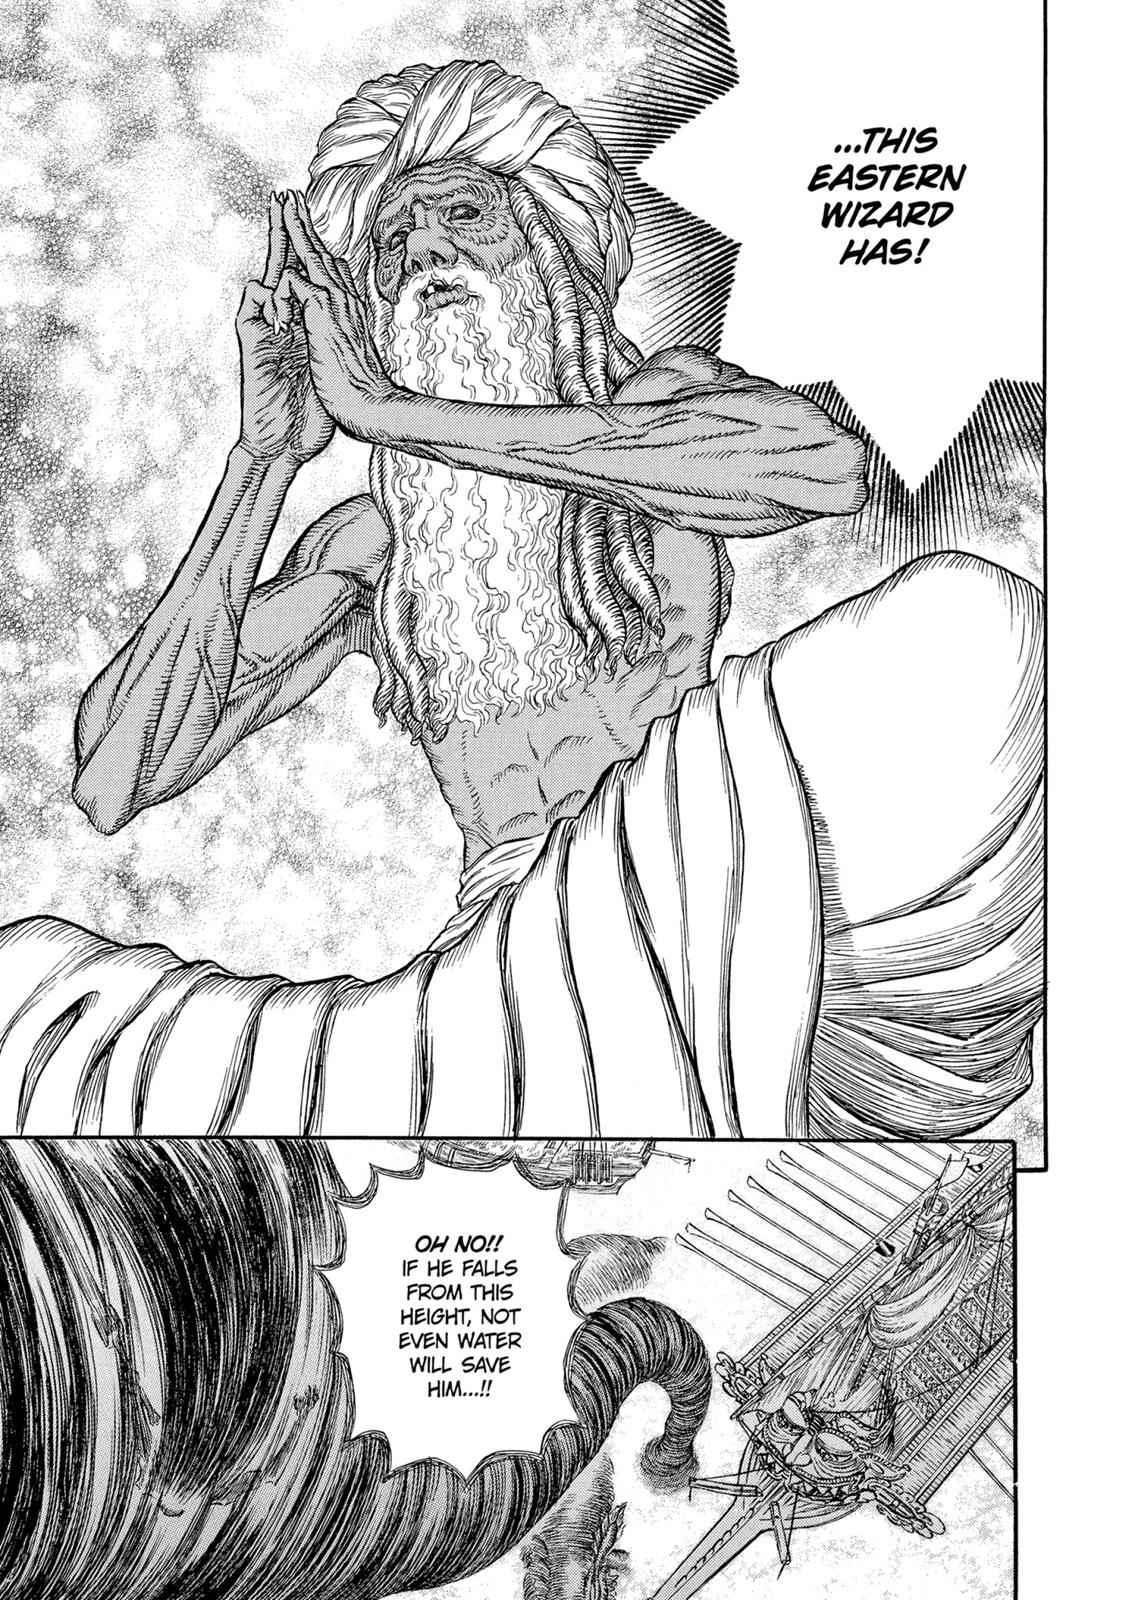 ...THIS
EASTERN
WIZARD
HAS!
OH NO!!
IF HE FALLS
FROM THIS
HEIGHT, NOT
EVEN WATER
WILL SAVE
HIM...!!